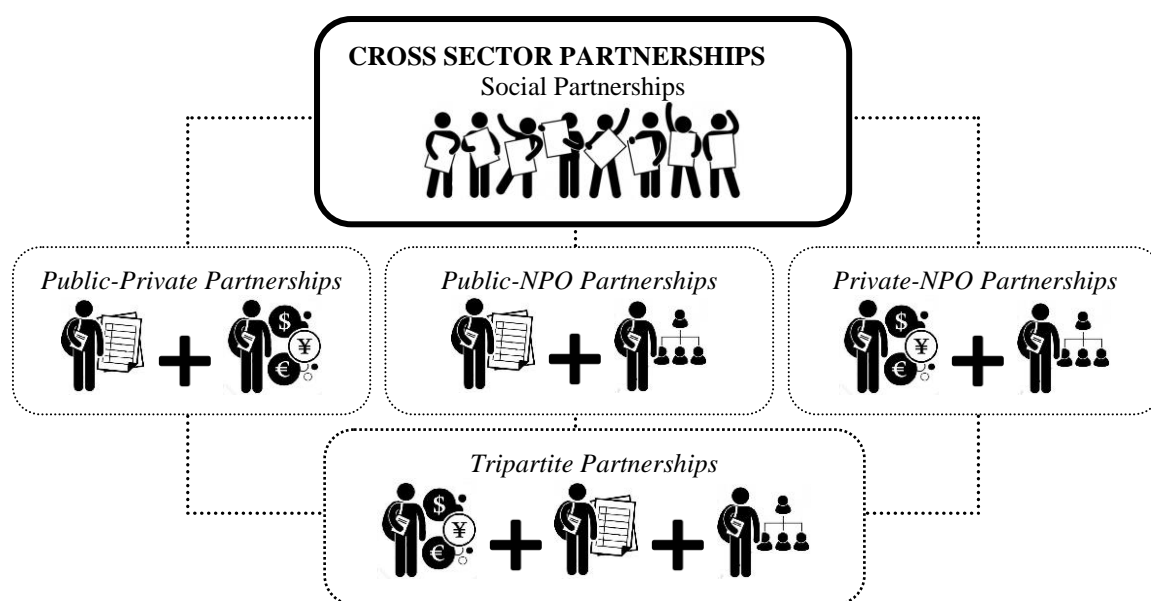 CROSS SECTOR PARTNERSHIPS
Social Partnerships
Public-Private Partnerships
Public-NPO Partnerships
Private-NPO Partnerships
$
¥
€
$
¥
€
Tripartite Partnerships
$
¥
€